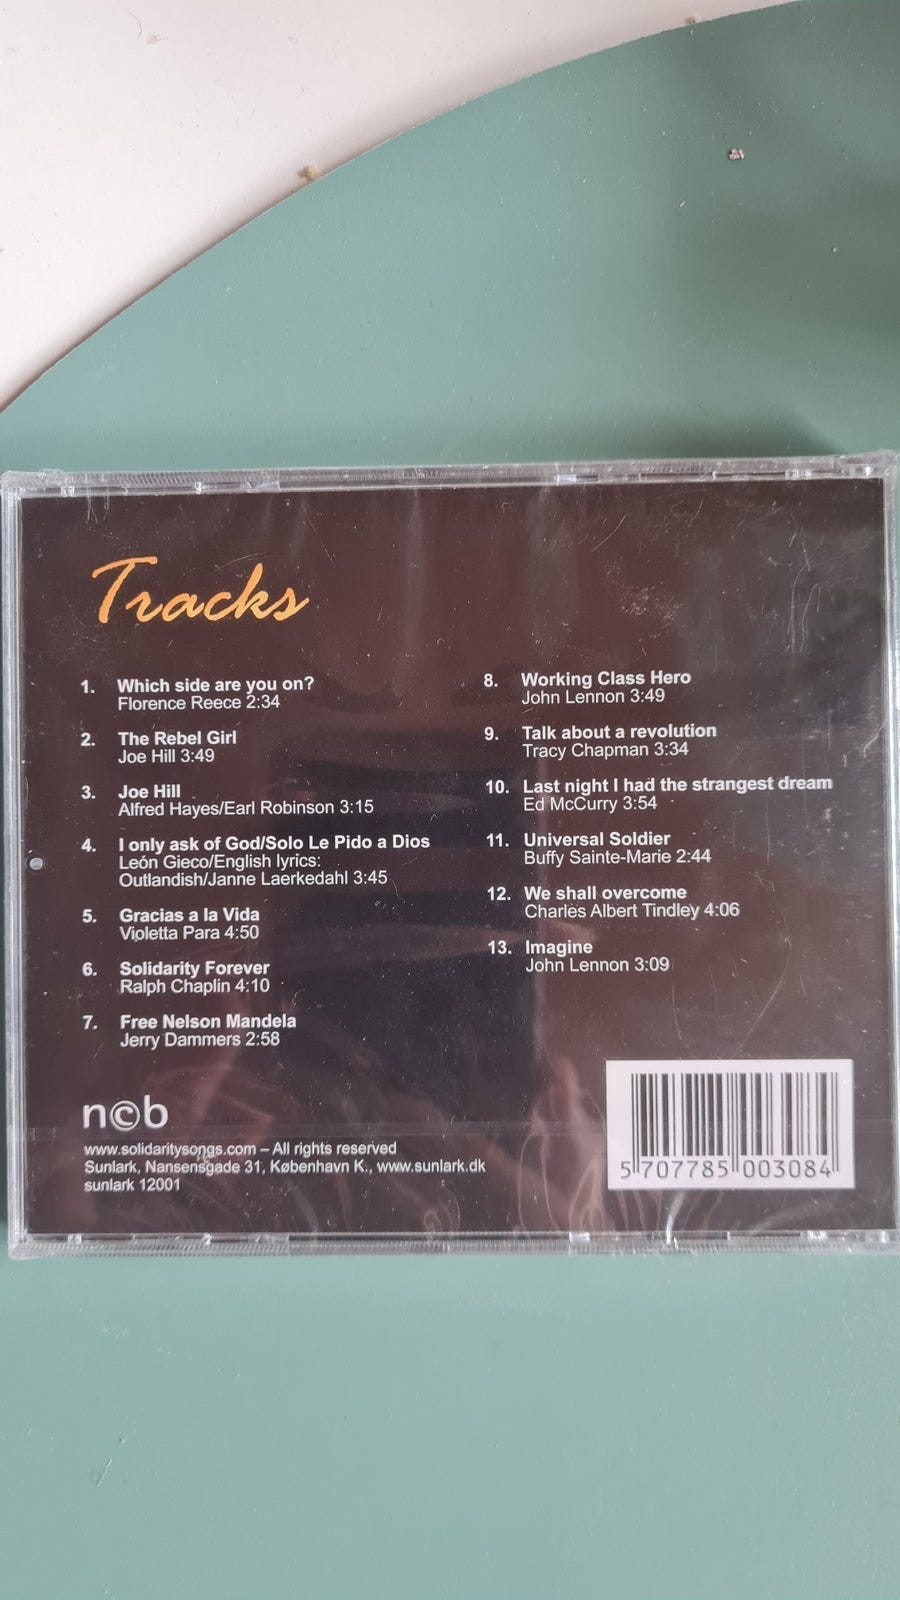 Tracks
1. Which side are you on?
Florence Reece 2:34
2. The Rebel Girl
Joe Hill 3:49
3. Joe Hill
Alfred Hayes/Earl Robinson 3:15
4. I only ask of God/Solo Le Pido a Dios
León Gieco/English lyrics:
Outlandish/Janne Laerkedahl 3:45
5. Gracias a la Vida
Violetta Para 4:50
6. Solidarity Forever
Ralph Chaplin 4:10
7. Free Nelson Mandela
Jerry Dammers 2:58
8. Working Class Hero
John Lennon 3:49
9. Talk about a revolution
Tracy Chapman 3:34
10. Last night I had the strangest dream
Ed McCurry 3:54
11. Universal Soldier
Buffy Sainte-Marie 2:44
12. We shall overcome
Charles Albert Tindley 4:06
13. Imagine
John Lennon 3:09
n©b
www.solidaritysongs.com – All rights reserved
Sunlark, Nansensgade 31, København K., www.sunlark.dk
sunlark 12001
5 707785 003084